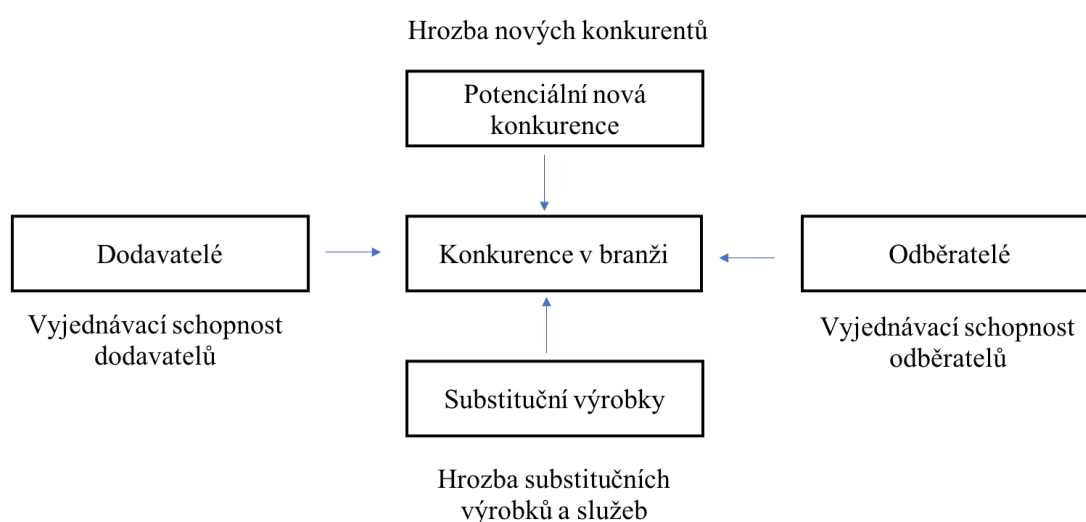 Hrozba nových konkurentů
Potenciální nová
konkurence
Dodavatelé
Konkurence v branži
Odběratelé
Vyjednávací schopnost
dodavatelů
Vyjednávací schopnost
odběratelů
Substituční výrobky
Hrozba substitučních
výrobků a služeb